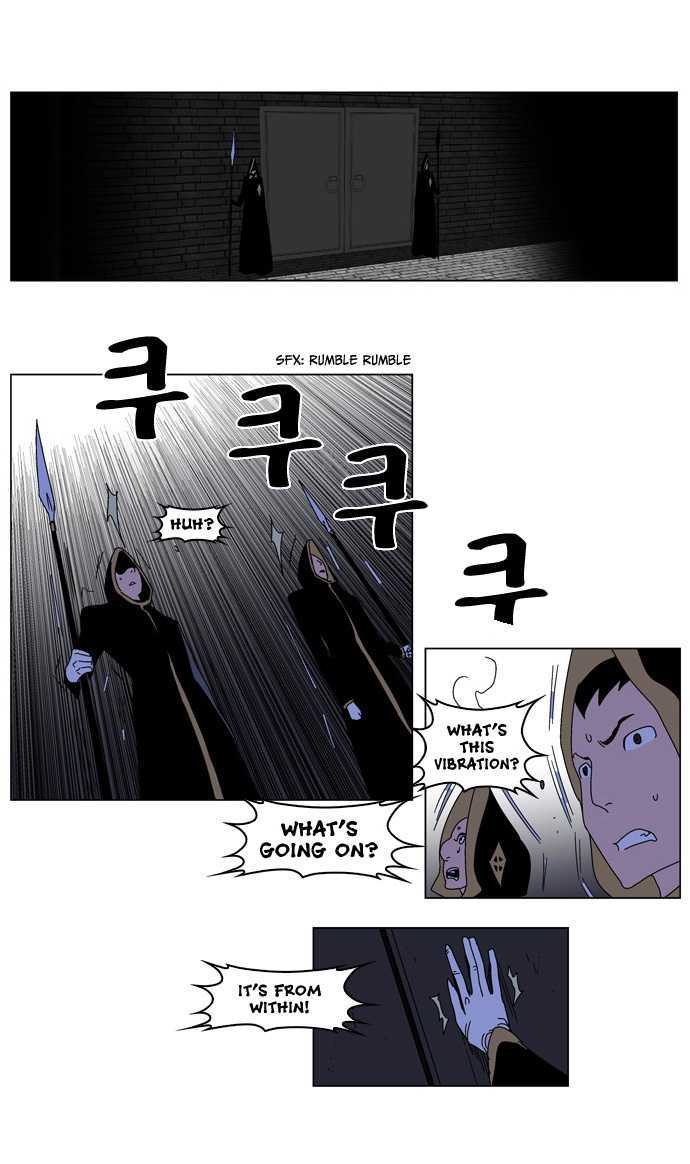 SFX: RUMBLE RUMBLE
쿠
쿠
쿠
쿠
HUH?
WHAT'S
THIS
VIBRATION?
WHAT'S
GOING ON?
IT'S FROM
WITHIN!